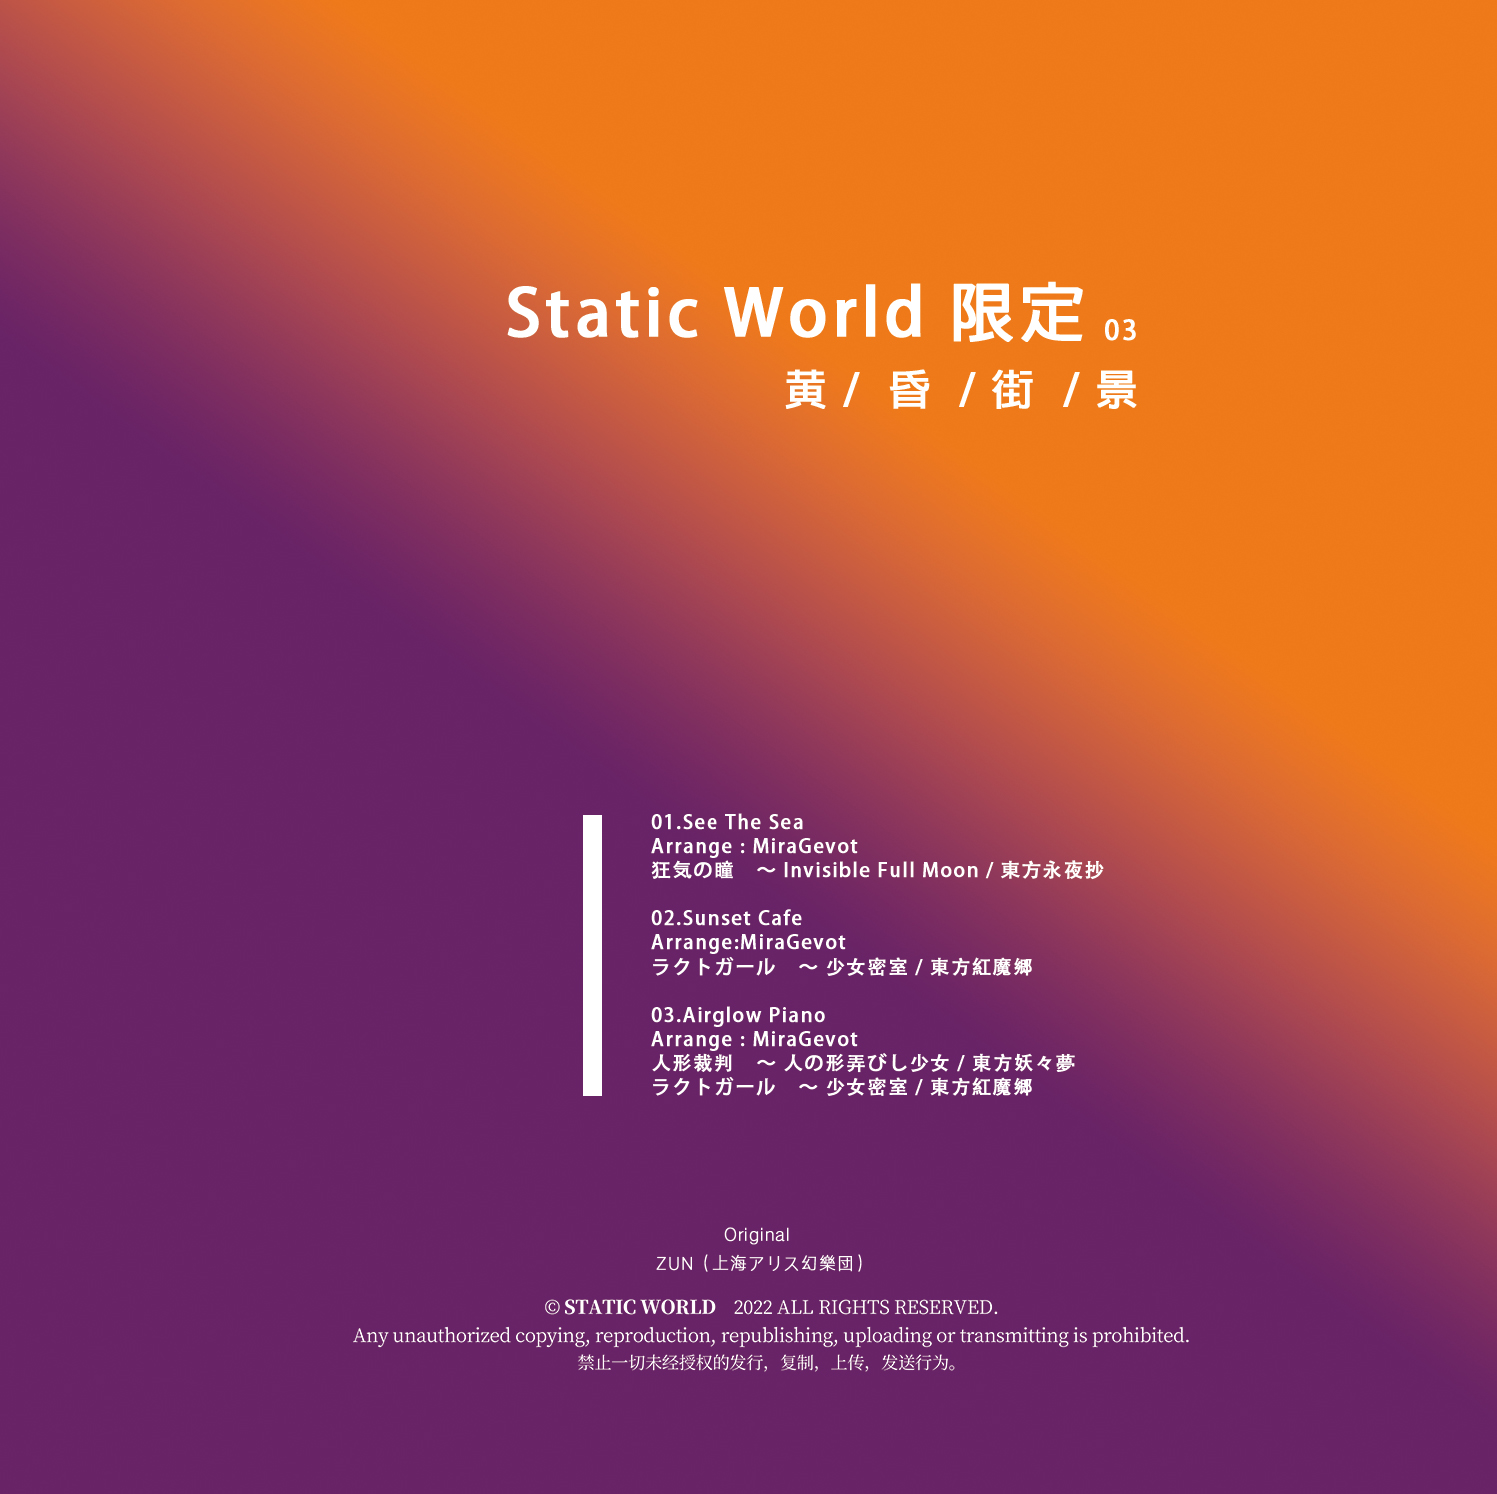 Static World 限定 03
黄 / 昏 / 街 / 景
01.See The Sea
Arrange : MiraGevot
狂気の瞳　～ Invisible Full Moon / 東方永夜抄
02.Sunset Cafe
Arrange:MiraGevot
ラクトガール　～ 少女密室 / 東方紅魔郷
03.Airglow Piano
Arrange : MiraGevot
人形裁判　～ 人の形弄びし少女 / 東方妖々夢
ラクトガール　～ 少女密室 / 東方紅魔郷
Original
ZUN（上海アリス幻樂団）
© STATIC WORLD　2022 ALL RIGHTS RESERVED.
Any unauthorized copying, reproduction, republishing, uploading or transmitting is prohibited.
禁止一切未经授权的发行，复制，上传，发送行为。